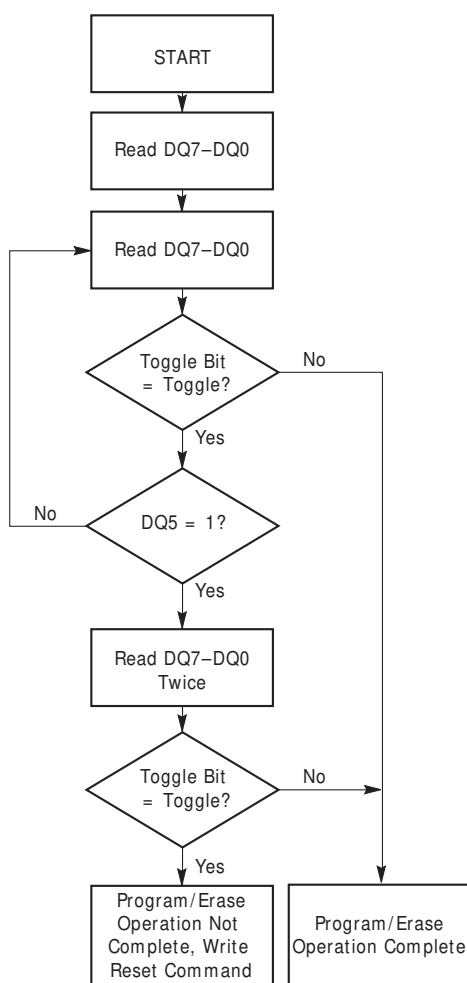 START
Read DQ7–DQ0
Read DQ7–DQ0
Toggle Bit
= Toggle?
No
Yes
No
DQ5 = 1?
Yes
Read DQ7–DQ0
Twice
Toggle Bit
= Toggle?
No
Yes
Program/Erase
Operation Not
Complete, Write
Reset Command
Program/Erase
Operation Complete